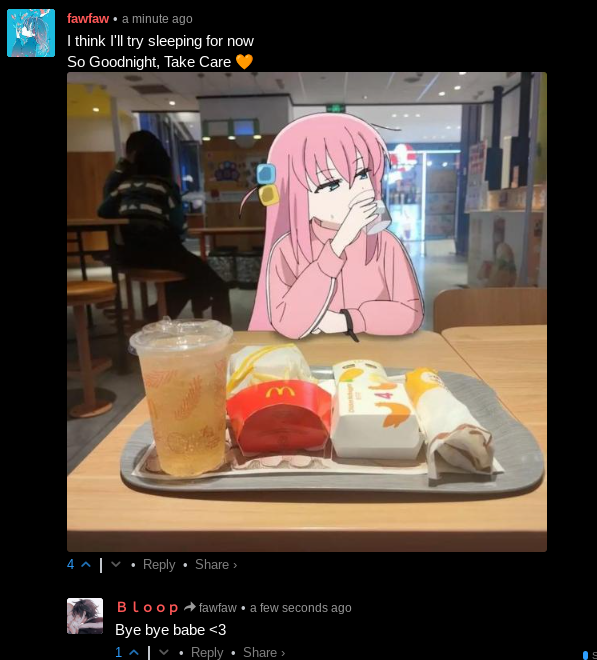 fawfaw • a minute ago
I think I'll try sleeping for now
So Goodnight, Take Care 🧡
4 • Reply • Share ›
Bloop fawfaw • a few seconds ago
Bye bye babe <3
1 • Reply • Share ›